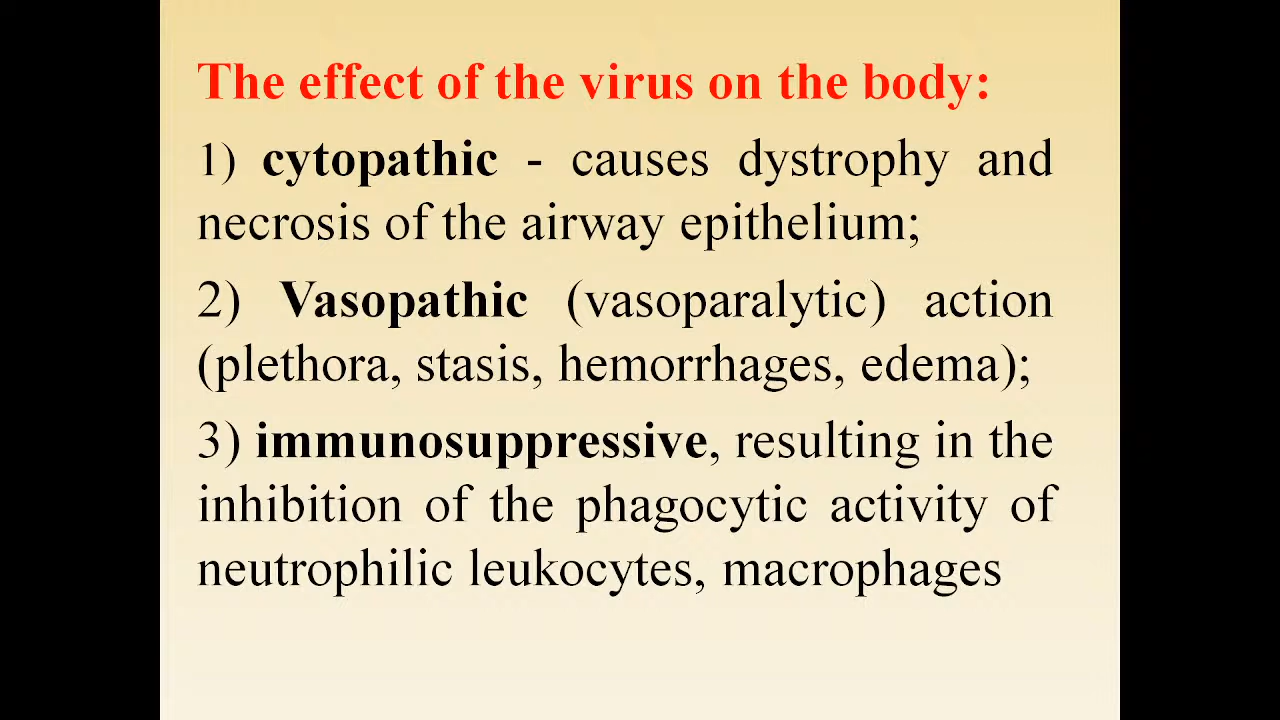 The effect of the virus on the body:
1) cytopathic - causes dystrophy and
necrosis of the airway epithelium;
2) Vasopathic (vasoparalytic) action
(plethora, stasis, hemorrhages, edema);
3) immunosuppressive, resulting in the
inhibition of the phagocytic activity of
neutrophilic leukocytes, macrophages